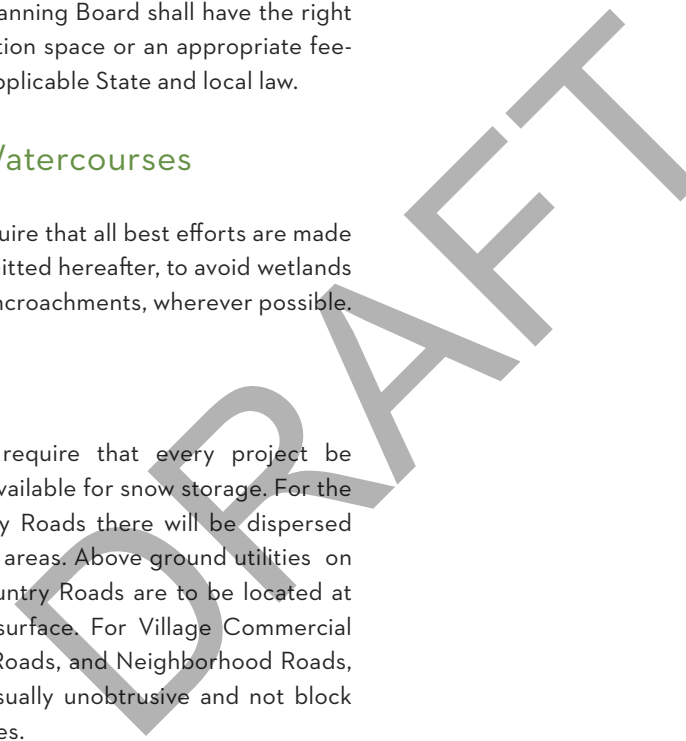 anning Board shall have the right
tion space or an appropriate fee-
pplicable State and local law.
Watercourses
uire that all best efforts are made
itted hereafter, to avoid wetlands
ncroachments, wherever possible.
require that every project be
vailable for snow storage. For the
y Roads there will be dispersed
areas. Above ground utilities on
untry Roads are to be located at
surface. For Village Commercial
Roads, and Neighborhood Roads,
sually unobtrusive and not block
es.
DRAFT